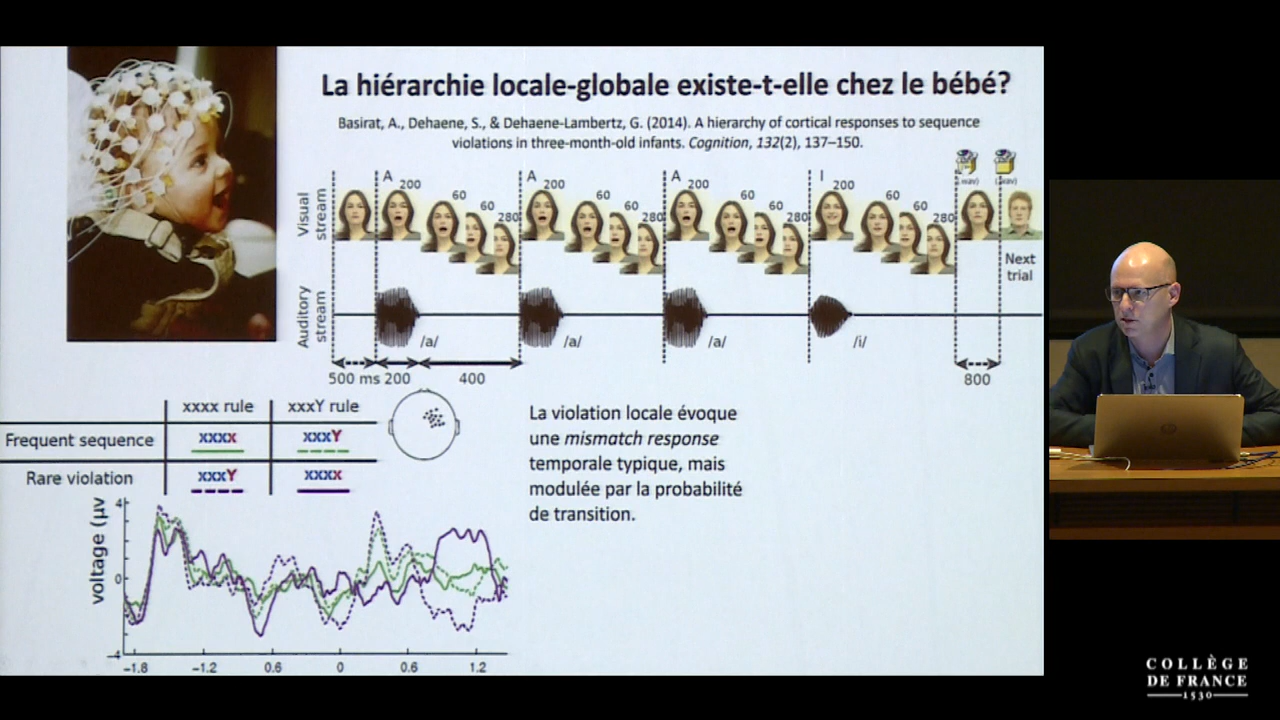 La hiérarchie locale-globale existe-t-elle chez le bébé?
Basirat, A., Dehaene, S., & Dehaene-Lambertz, G. (2014). A hierarchy of cortical responses to sequence
violations in three-month-old infants. Cognition, 132(2), 137–150.
Visual stream
A 200 60 60 280
A 200 60 60 280
A 200 60 60 280
I 200 60 60 280
Next
trial
Auditory stream
/a/ /a/ /a/ /i/
500 ms 200 400 800
xxxx rule xxxY rule
Frequent sequence xxxx xxxY
Rare violation xxxY xxxx
La violation locale évoque
une mismatch response
temporale typique, mais
modulée par la probabilité
de transition.
voltage (μv
4
0
-4
-1.8 -1.2 0.6 0 0.6 1.2
COLLÈGE
DE FRANCE
1530